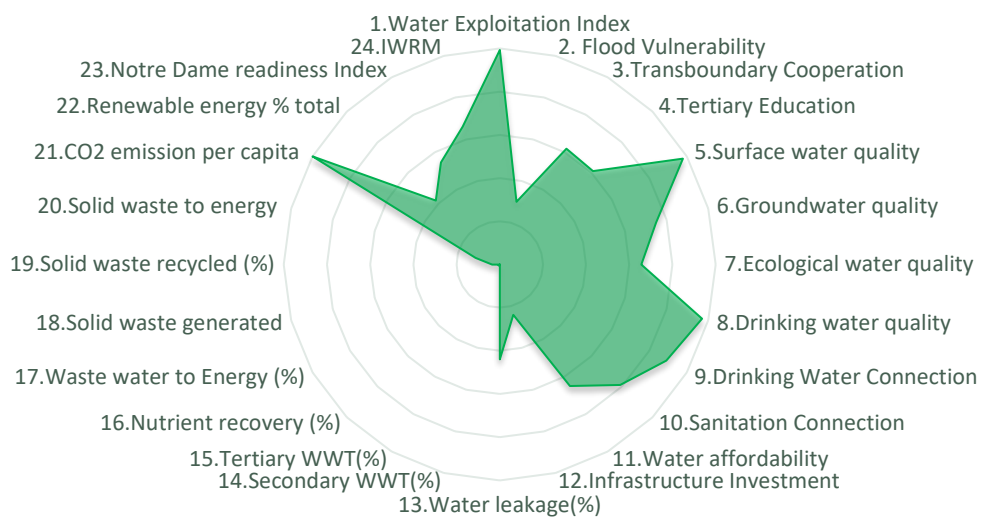 1.Water Exploitation Index
2. Flood Vulnerability
3.Transboundary Cooperation
4.Tertiary Education
5.Surface water quality
6.Groundwater quality
7.Ecological water quality
8.Drinking water quality
9.Drinking Water Connection
10.Sanitation Connection
11.Water affordability
12.Infrastructure Investment
13.Water leakage(%)
14.Secondary WWT(%)
15.Tertiary WWT(%)
16.Nutrient recovery (%)
17.Waste water to Energy (%)
18.Solid waste generated
19.Solid waste recycled (%)
20.Solid waste to energy
21.CO2 emission per capita
22.Renewable energy % total
23.Notre Dame readiness Index
24.IWRM